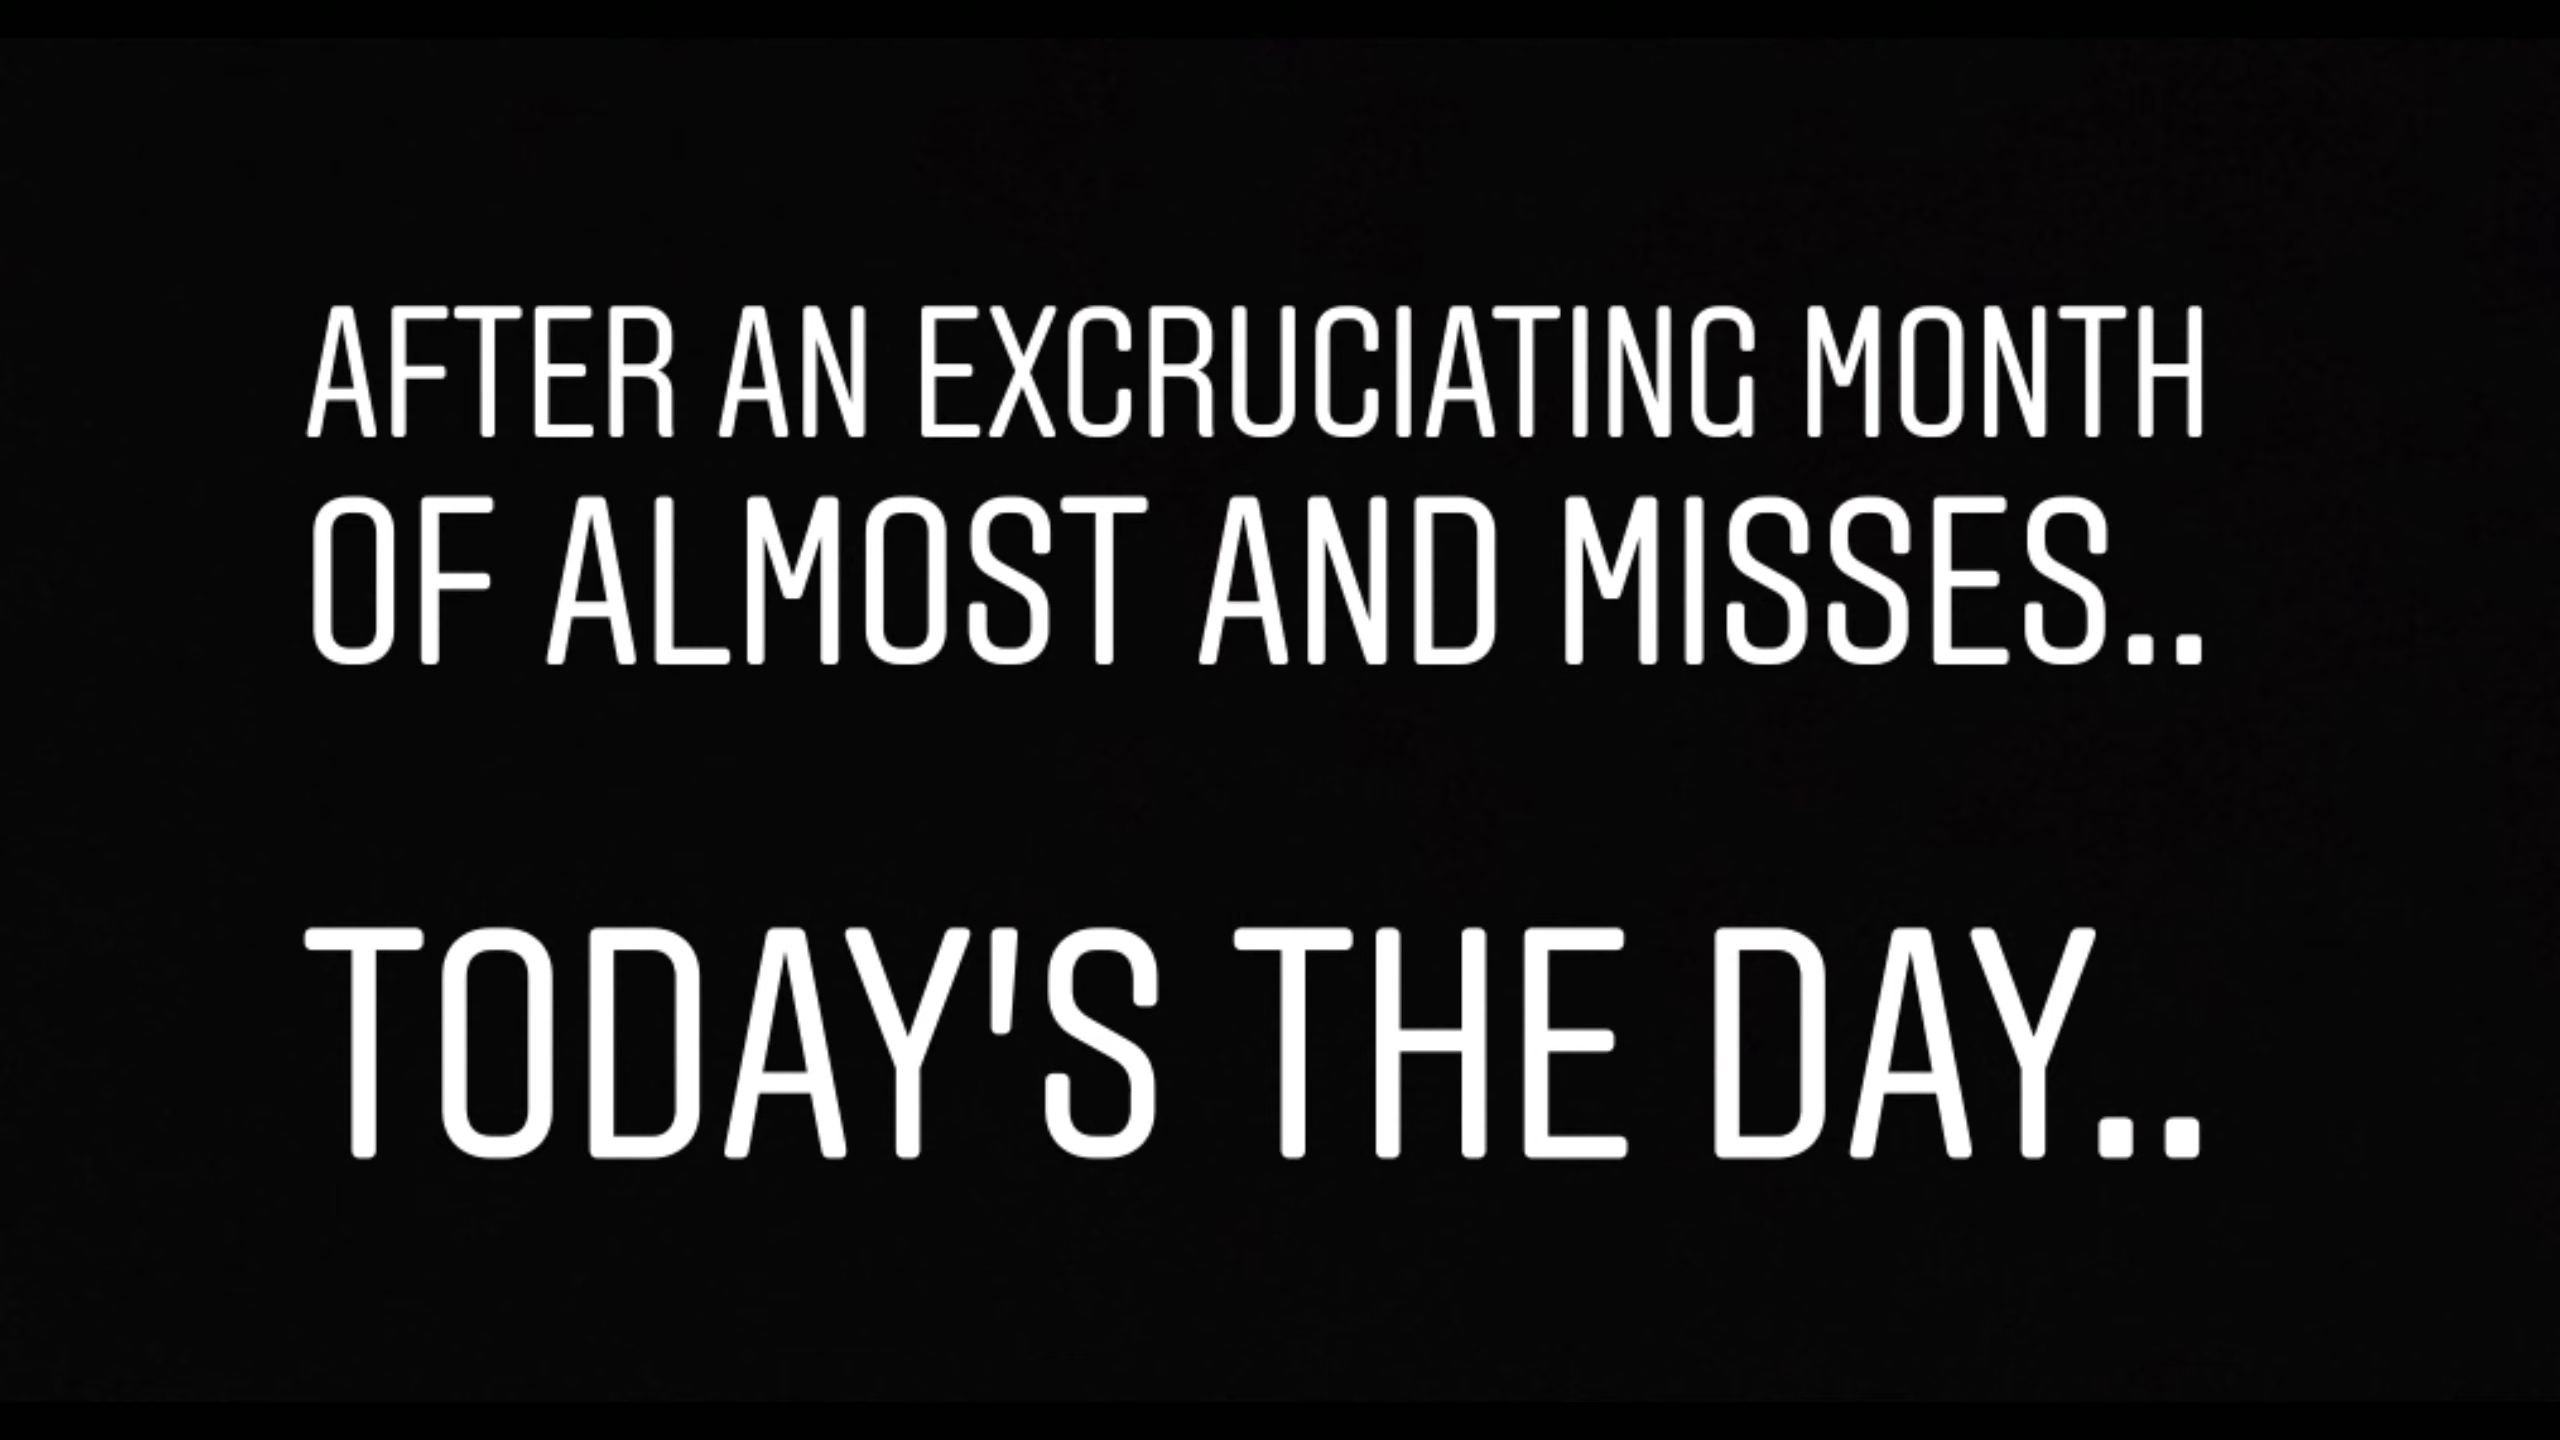 AFTER AN EXCRUCIATING MONTH
OF ALMOST AND MISSES..
TODAY'S THE DAY..